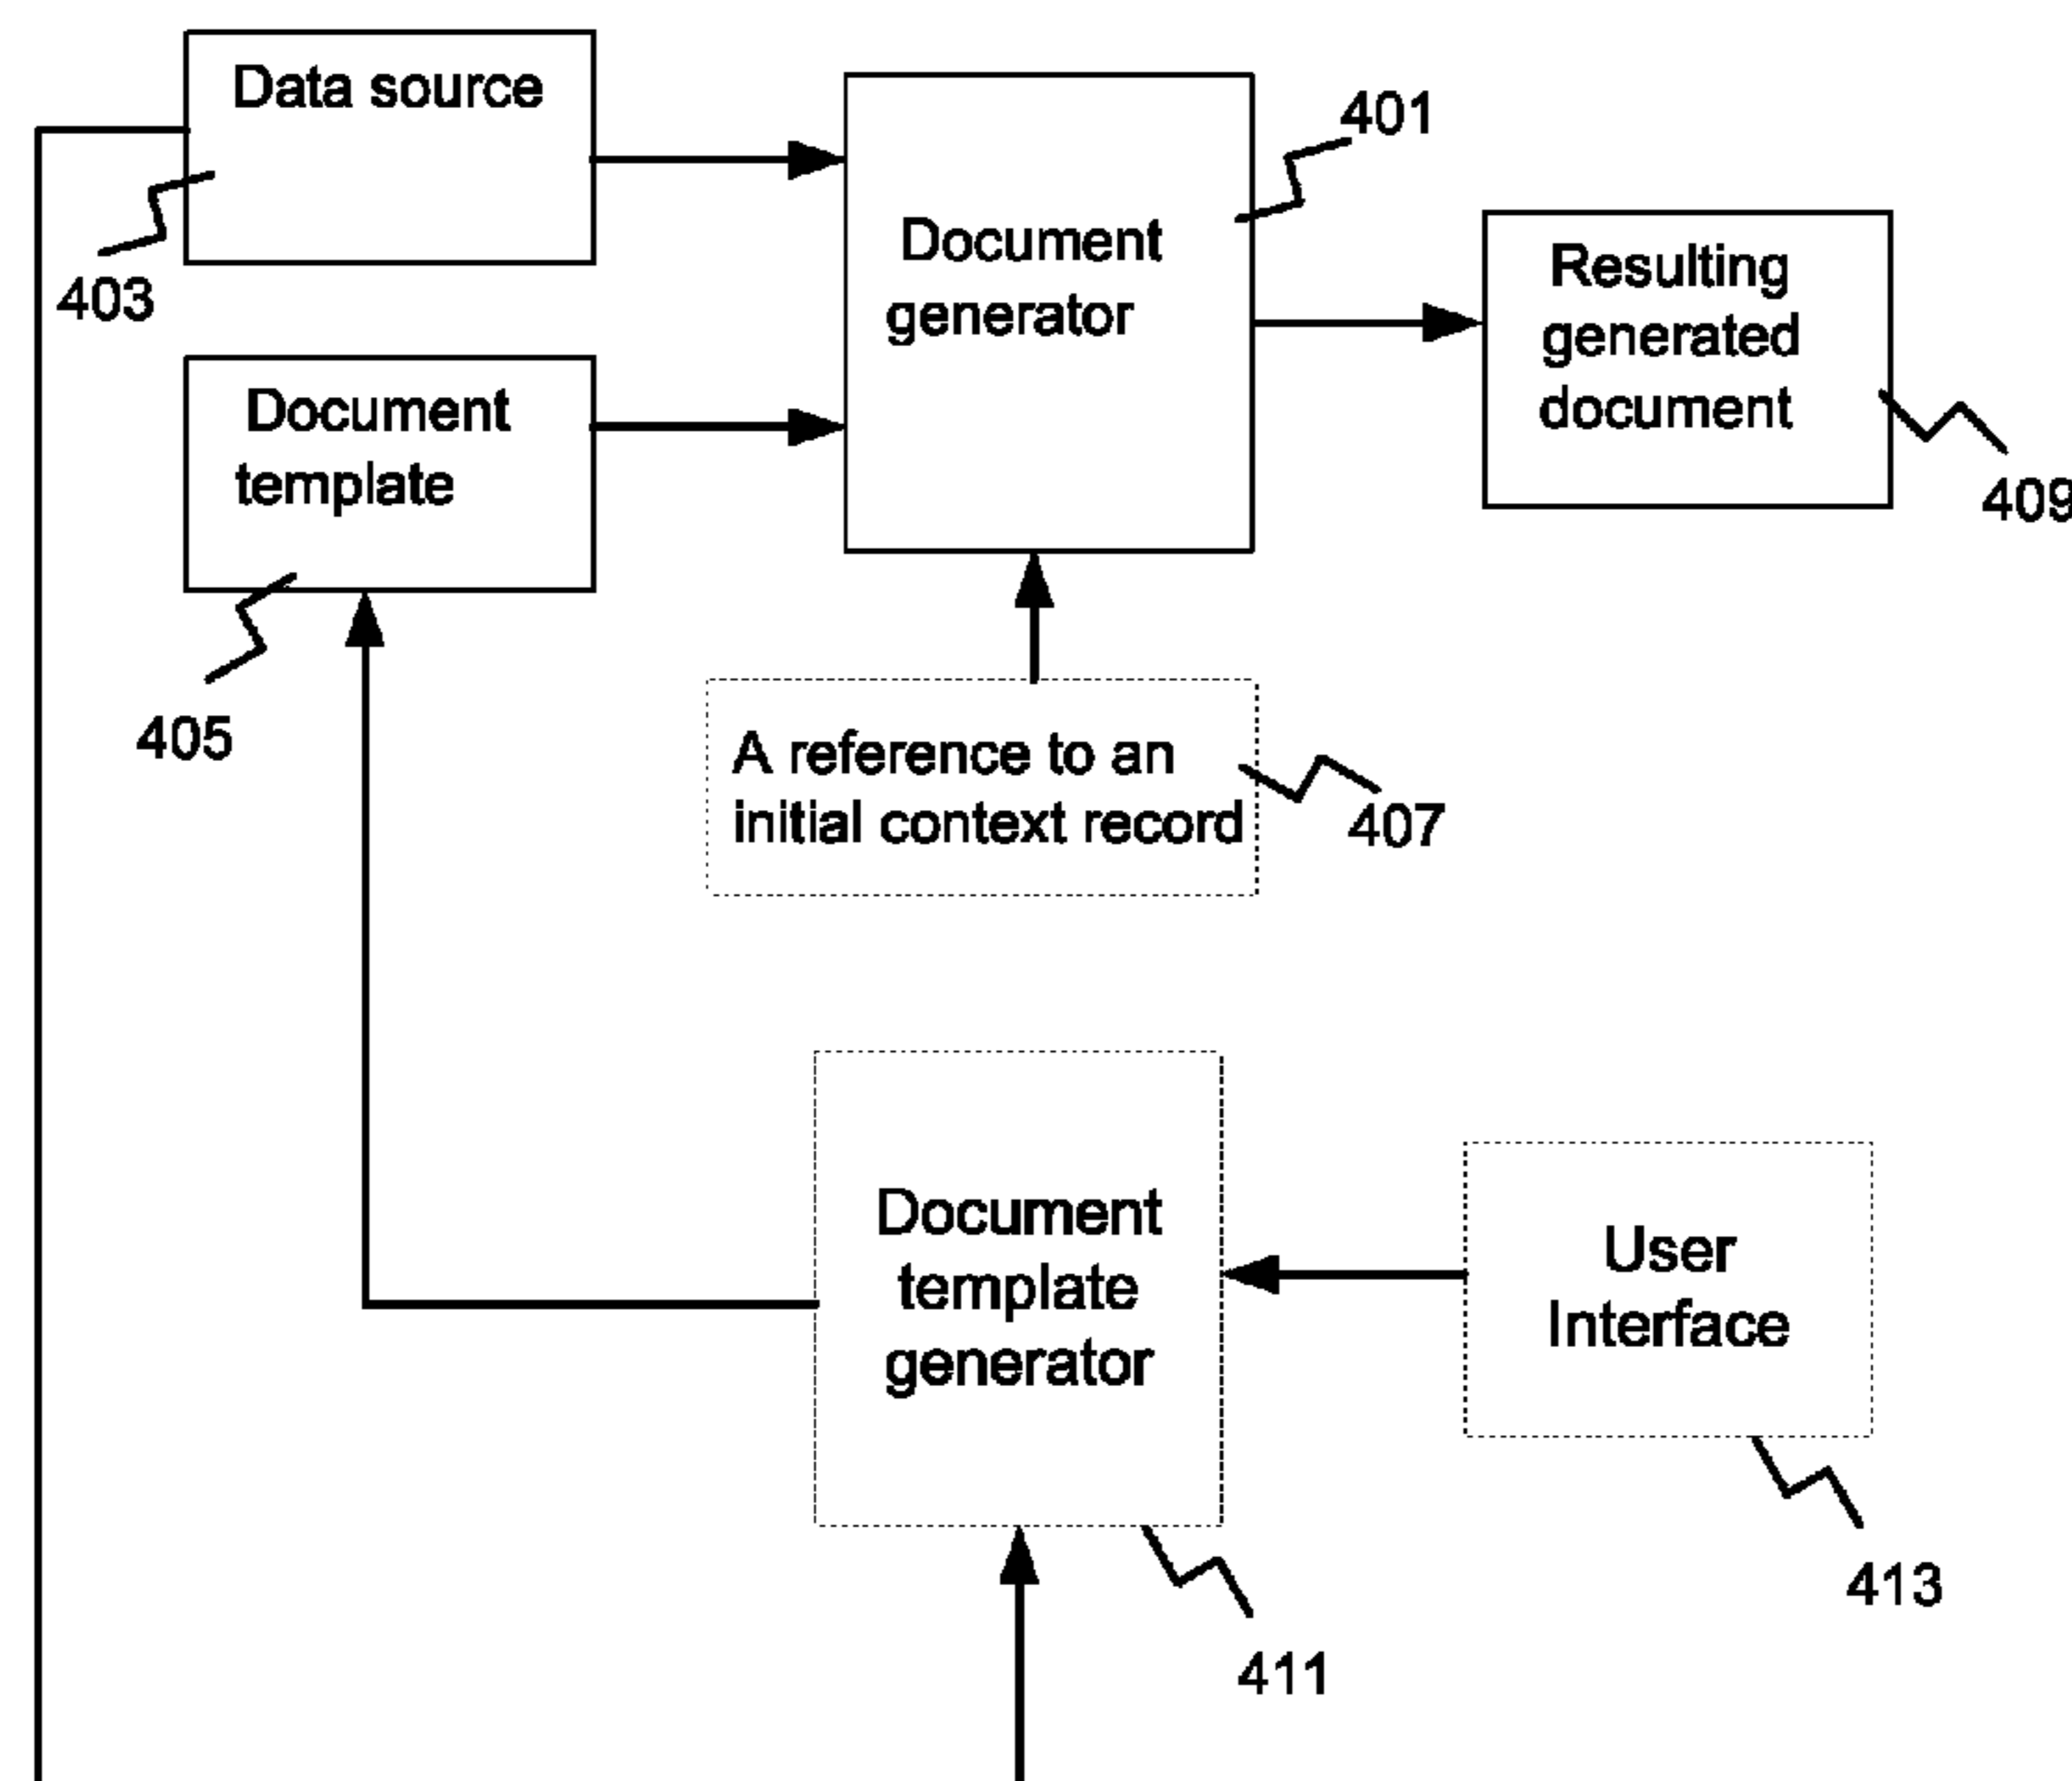 Data source
403
Document
generator
401
Resulting
generated
document
409
Document
template
405
A reference to an
initial context record
407
Document
template
generator
411
User
Interface
413